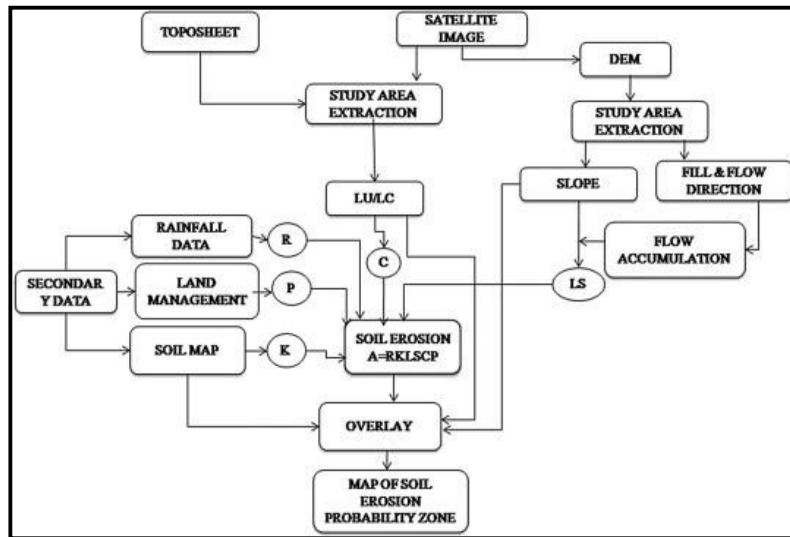 TOPOSHEET
SATELLITE
IMAGE
DEM
STUDY AREA
EXTRACTION
STUDY AREA
EXTRACTION
SLOPE
FILL & FLOW
DIRECTION
LU/LC
RAINFALL
DATA
R
C
FLOW
ACCUMULATION
SECONDAR
Y DATA
LAND
MANAGEMENT
P
LS
SOIL MAP
K
SOIL EROSION
A=RKLSCP
OVERLAY
MAP OF SOIL
EROSION
PROBABILITY ZONE